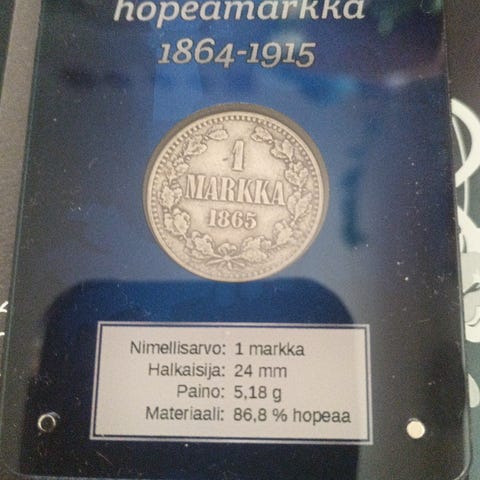 hopeamarkka
1864-1915
1
MARKKA
1865
Nimellisarvo: 1 markka
Halkaisija: 24 mm
Paino: 5,18 g
Materiaali: 86,8 % hopeaa